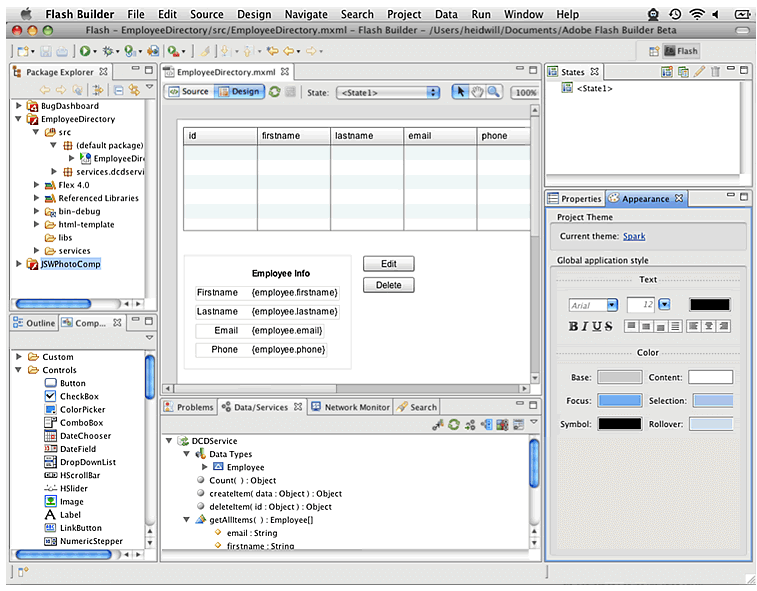 Flash Builder File Edit Source Design Navigate Search Project Data Run Window Help
Flash – EmployeeDirectory/src/EmployeeDirectory.mxml – Flash Builder – /Users/heidwill/Documents/Adobe Flash Builder Beta
Flash
Package Explorer
BugDashboard
EmployeeDirectory
src
(default package)
EmployeeDir
services.dcdservi
Flex 4.0
Referenced Libraries
bin-debug
html-template
libs
services
JSWPhotoComp
Outline Comp...
Custom
Controls
Button
CheckBox
ColorPicker
ComboBox
DateChooser
DateField
DropDownList
HScrollBar
HSlider
Image
Label
LinkButton
NumericStepper
EmployeeDirectory.mxml
Source Design State: <State1> 100%
id firstname lastname email phone
Employee Info
Firstname {employee.firstname}
Lastname {employee.lastname}
Email {employee.email}
Phone {employee.phone}
Edit
Delete
Problems Data/Services Network Monitor Search
DCDService
Data Types
Employee
Count( ) : Object
createItem( data : Object ) : Object
deleteItem( id : Object ) : Object
getAllItems( ) : Employee[]
email : String
firstname : String
States
<State1>
Properties Appearance
Project Theme
Current theme: Spark
Global application style
Text
Arial 12
B I U S
Color
Base: Content:
Focus: Selection:
Symbol: Rollover: